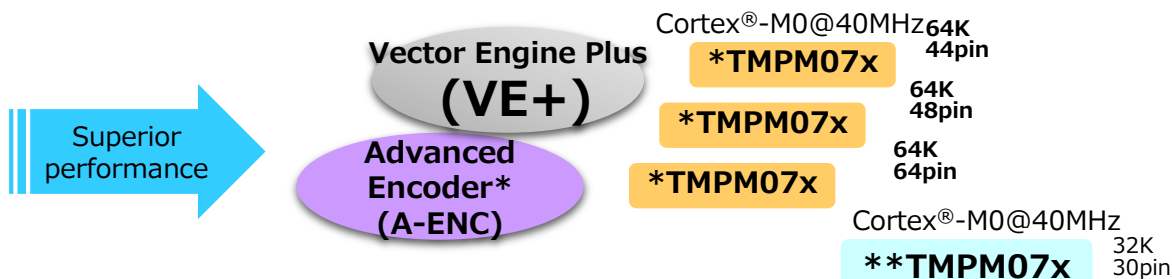 Cortex®-M0@40MHz
64K
44pin
*TMPM07x
Vector Engine Plus
(VE+)
64K
48pin
*TMPM07x
Superior
performance
Advanced
Encoder*
(A-ENC)
64K
64pin
*TMPM07x
Cortex®-M0@40MHz
32K
30pin
**TMPM07x